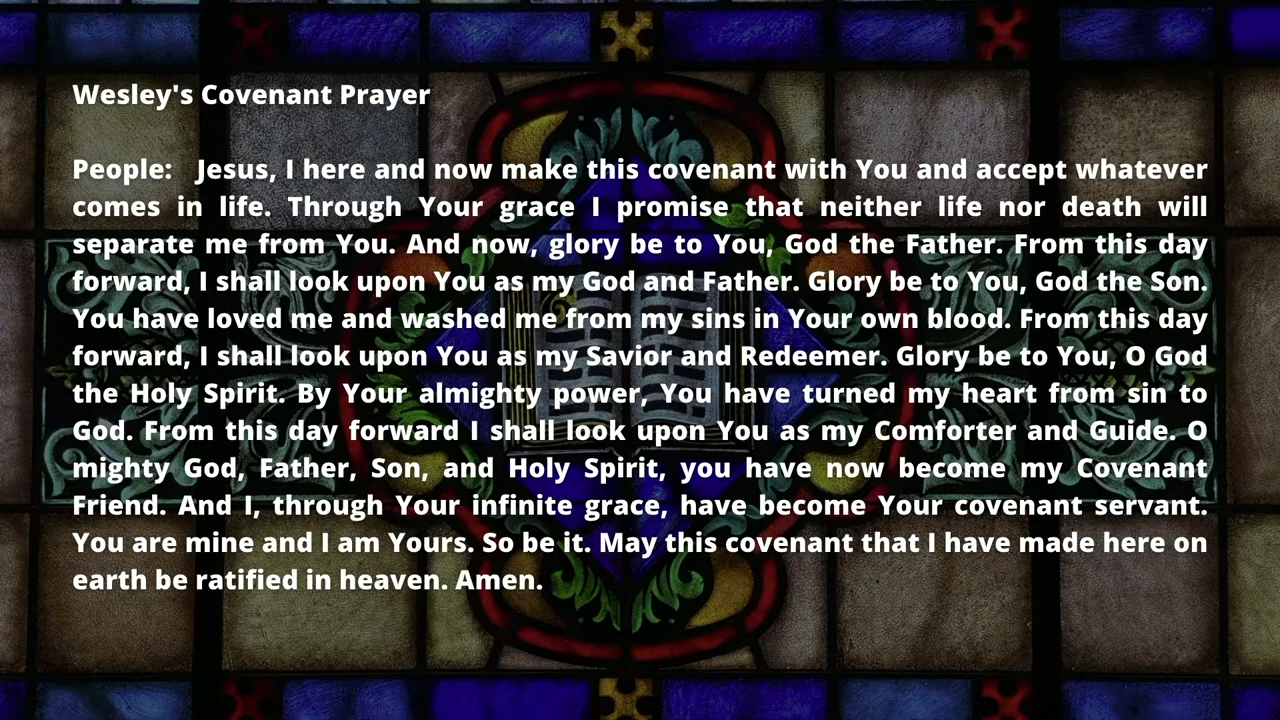 Wesley's Covenant Prayer
People: Jesus, I here and now make this covenant with You and accept whatever
comes in life. Through Your grace I promise that neither life nor death will
separate me from You. And now, glory be to You, God the Father. From this day
forward, I shall look upon You as my God and Father. Glory be to You, God the Son.
You have loved me and washed me from my sins in Your own blood. From this day
forward, I shall look upon You as my Savior and Redeemer. Glory be to You, O God
the Holy Spirit. By Your almighty power, You have turned my heart from sin to
God. From this day forward I shall look upon You as my Comforter and Guide. O
mighty God, Father, Son, and Holy Spirit, you have now become my Covenant
Friend. And I, through Your infinite grace, have become Your covenant servant.
You are mine and I am Yours. So be it. May this covenant that I have made here on
earth be ratified in heaven. Amen.